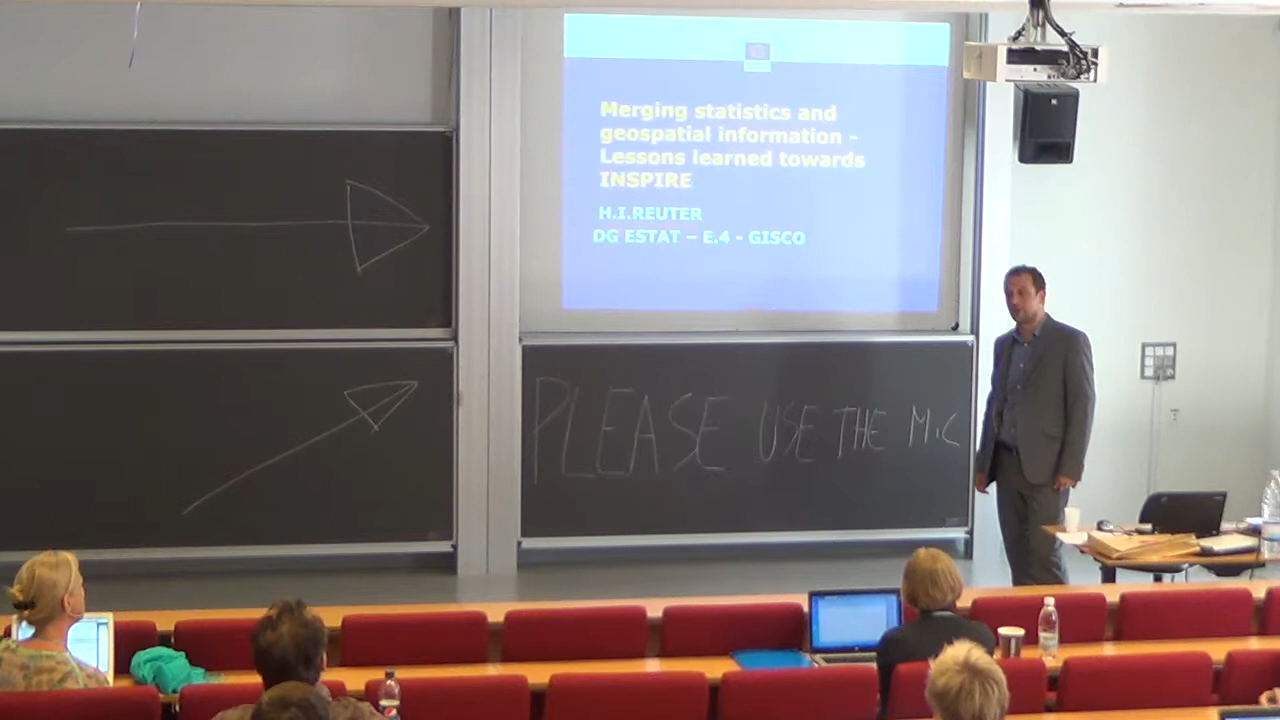 Merging statistics and
geospatial information -
Lessons learned towards
INSPIRE
H.I.REUTER
DG ESTAT – E.4 - GISCO
PLEASE USE THE MIC